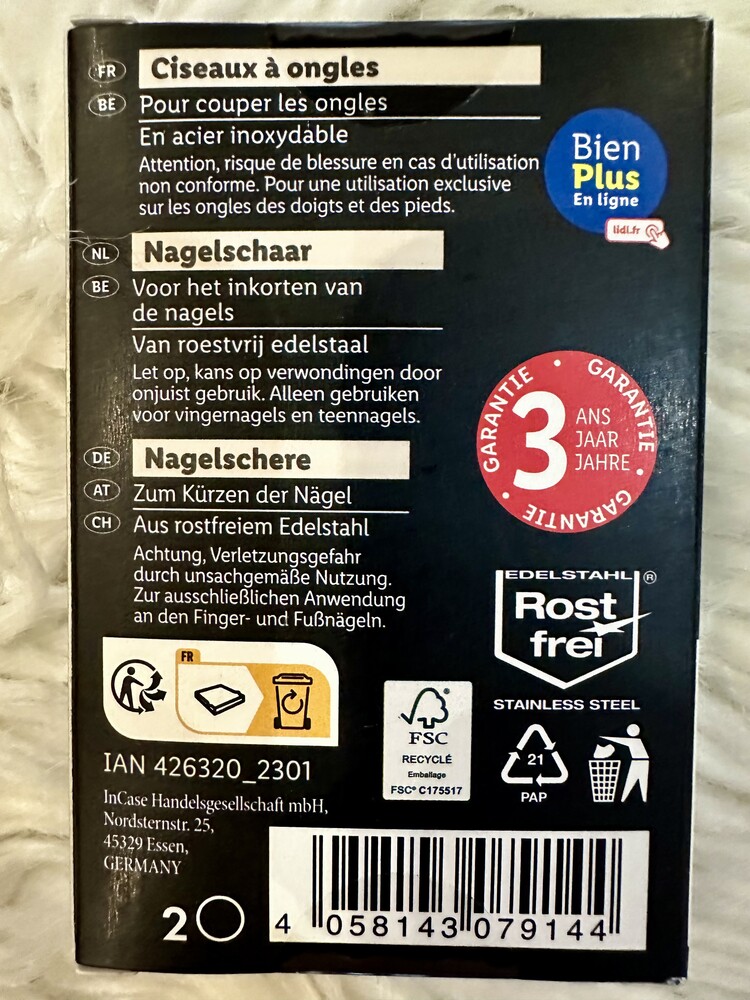 FR Ciseaux à ongles
BE Pour couper les ongles
En acier inoxydable
Attention, risque de blessure en cas d'utilisation
non conforme. Pour une utilisation exclusive
sur les ongles des doigts et des pieds.
Bien
Plus
En ligne
lidl.fr
NL Nagelschaar
BE Voor het inkorten van
de nagels
Van roestvrij edelstaal
Let op, kans op verwondingen door
onjuist gebruik. Alleen gebruiken
voor vingernagels en teennagels.
GARANTIE • GARANTIE • GARANTIE •
3 ANS
JAAR
JAHRE
DE Nagelschere
AT Zum Kürzen der Nägel
CH Aus rostfreiem Edelstahl
Achtung, Verletzungsgefahr
durch unsachgemäße Nutzung.
Zur ausschließlichen Anwendung
an den Finger- und Fußnägeln.
EDELSTAHL ®
Rost
frei
STAINLESS STEEL
FR
FSC
RECYCLÉ
Emballage
FSC® C175517
21
PAP
IAN 426320_2301
InCase Handelsgesellschaft mbH,
Nordsternstr. 25,
45329 Essen,
GERMANY
2
4 058143 079144